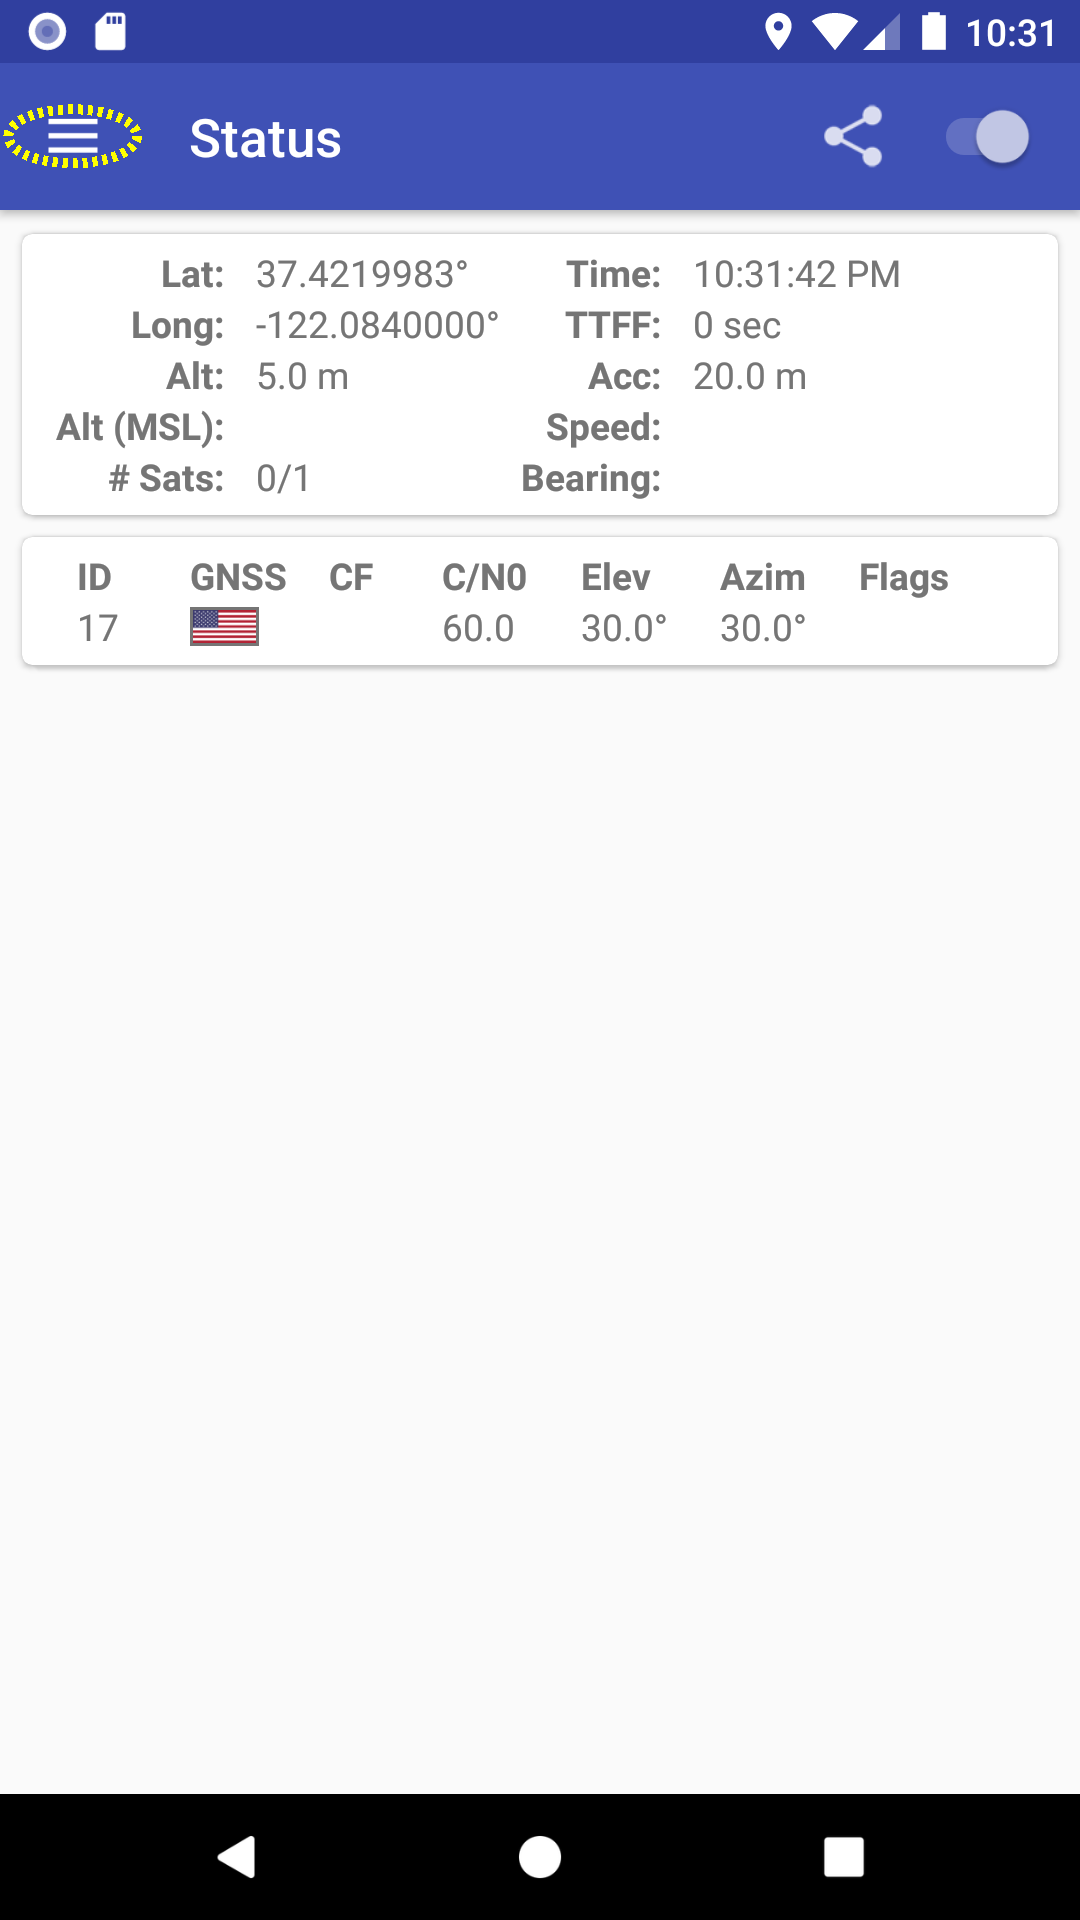 10:31
Status
Lat: 37.4219983° Time: 10:31:42 PM
Long: -122.0840000° TTFF: 0 sec
Alt: 5.0 m Acc: 20.0 m
Alt (MSL): Speed:
# Sats: 0/1 Bearing:
ID GNSS CF C/N0 Elev Azim Flags
17 60.0 30.0° 30.0°